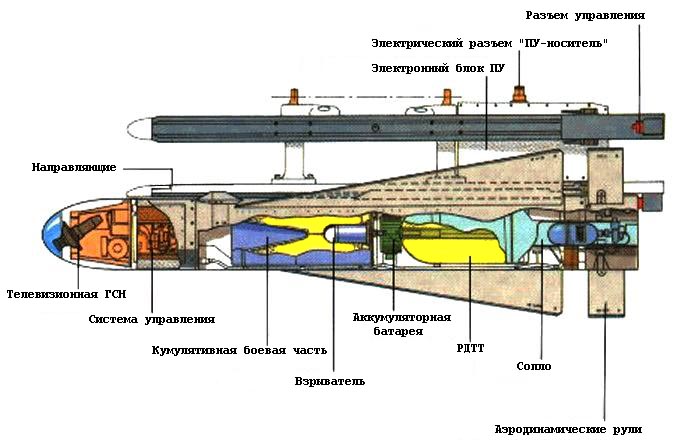 Разъем управления
Электрический разъем "ПУ-носитель"
Электронный блок ПУ
Направляющие
Телевизионная ГСН
Система управления
Кумулятивная боевая часть
Взрыватель
Аккумуляторная
батарея
РДТТ
Сопло
Аэродинамические рули